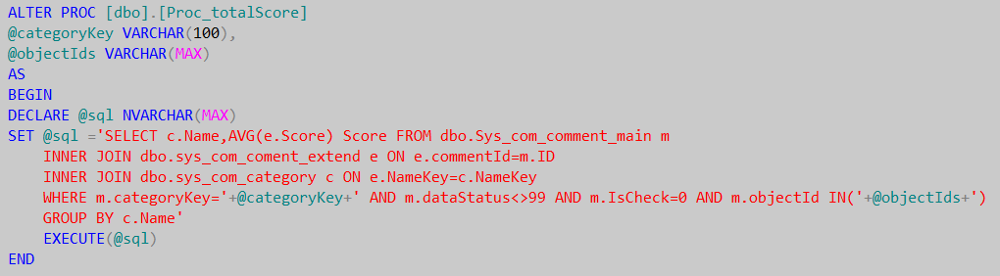 ALTER PROC [dbo].[Proc_totalScore]
@categoryKey VARCHAR(100),
@objectIds VARCHAR(MAX)
AS
BEGIN
DECLARE @sql NVARCHAR(MAX)
SET @sql ='SELECT c.Name,AVG(e.Score) Score FROM dbo.Sys_com_comment_main m
INNER JOIN dbo.sys_com_coment_extend e ON e.commentId=m.ID
INNER JOIN dbo.sys_com_category c ON e.NameKey=c.NameKey
WHERE m.categoryKey='+@categoryKey+' AND m.dataStatus<>99 AND m.IsCheck=0 AND m.objectId IN('+@objectIds+')
GROUP BY c.Name'
EXECUTE(@sql)
END